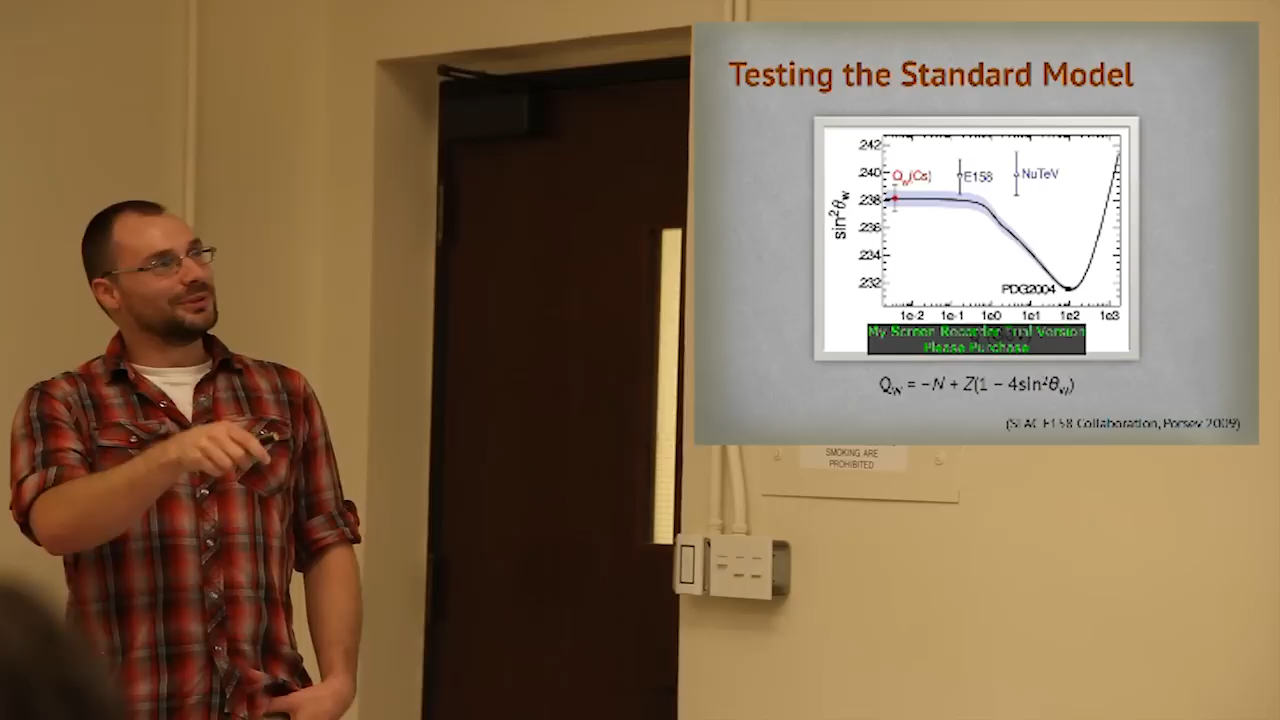 Testing the Standard Model
.242
.240
.238
.236
.234
.232
sin²θw
Qw(Cs)
E158
NuTeV
PDG2004
1e-2 1e-1 1e0 1e1 1e2 1e3
My Screen Recorder Trial Version
Please Purchase
Qw = −N + Z(1 − 4sin²θw)
(SLAC E158 Collaboration, Porsev 2009)
SMOKING ARE
PROHIBITED